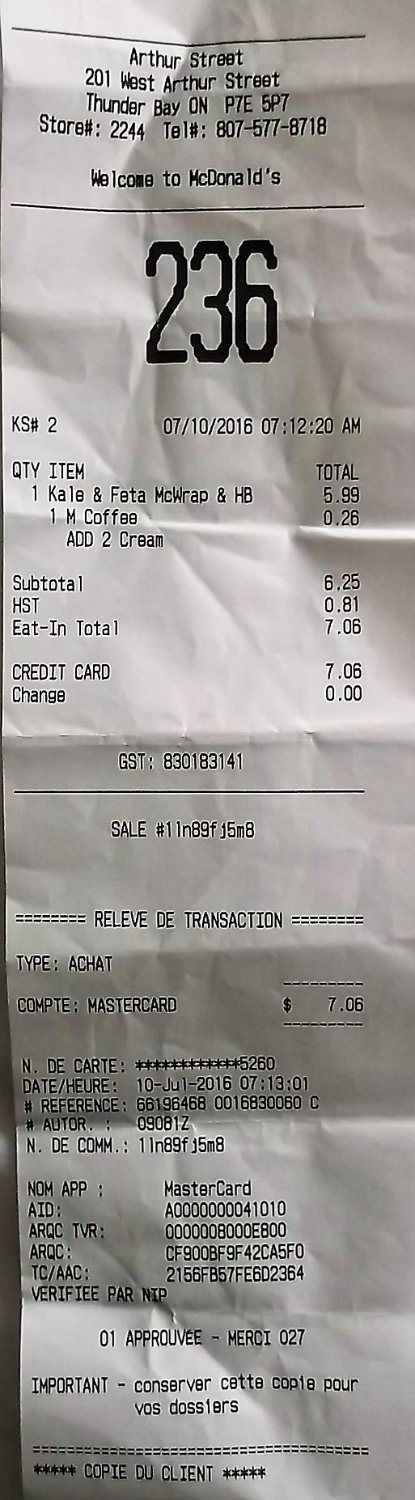 Arthur Street
201 West Arthur Street
Thunder Bay ON P7E 5P7
Store#: 2244 Tel#: 807-577-8718
Welcome to McDonald's
236
KS# 2 07/10/2016 07:12:20 AM
QTY ITEM TOTAL
1 Kale & Feta McWrap & HB 5.99
1 M Coffee 0.26
ADD 2 Cream
Subtotal 6.25
HST 0.81
Eat-In Total 7.06
CREDIT CARD 7.06
Change 0.00
GST: 830183141
SALE #11n89fj5m8
======== RELEVE DE TRANSACTION ========
TYPE: ACHAT
---------
COMPTE: MASTERCARD $ 7.06
---------
N. DE CARTE: ************5260
DATE/HEURE: 10-Jul-2016 07:13:01
# REFERENCE: 66196468 0016830060 C
# AUTOR. : 09081Z
N. DE COMM.: 11n89fj5m8
NOM APP : MasterCard
AID: A0000000041010
ARQC TVR: 0000008000E800
ARQC: CF900BF9F42CA5F0
TC/AAC: 2156FB57FE6D2364
VERIFIEE PAR NIP
01 APPROUVÉE - MERCI 027
IMPORTANT - conserver cette copie pour
vos dossiers
========================================
***** COPIE DU CLIENT *****